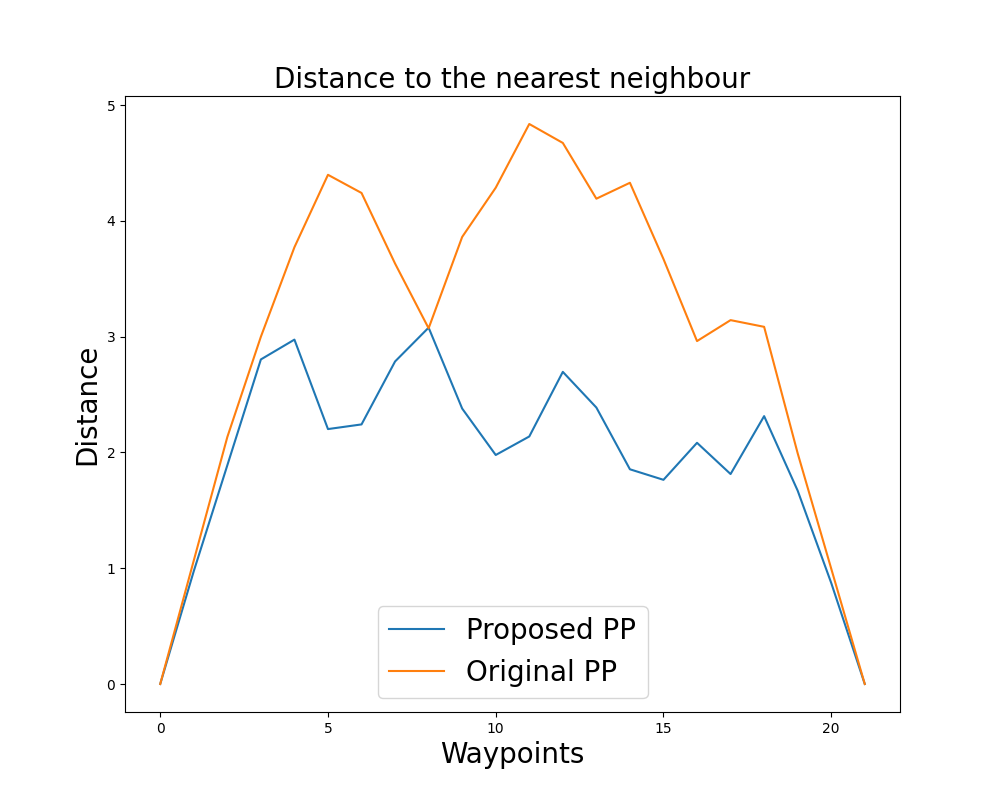 Distance to the nearest neighbour
5
4
3
2
1
0
Distance
0 5 10 15 20
Waypoints
Proposed PP
Original PP